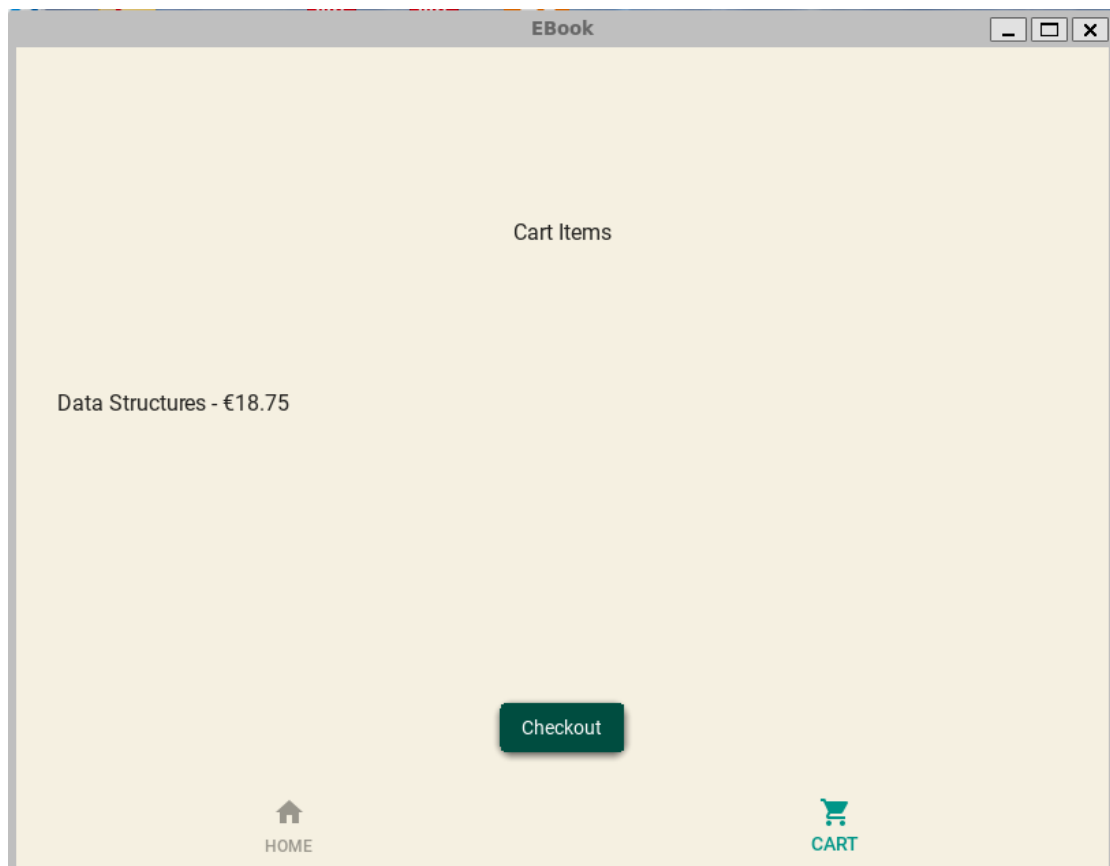 EBook
Cart Items
Data Structures - €18.75
Checkout
HOME
CART